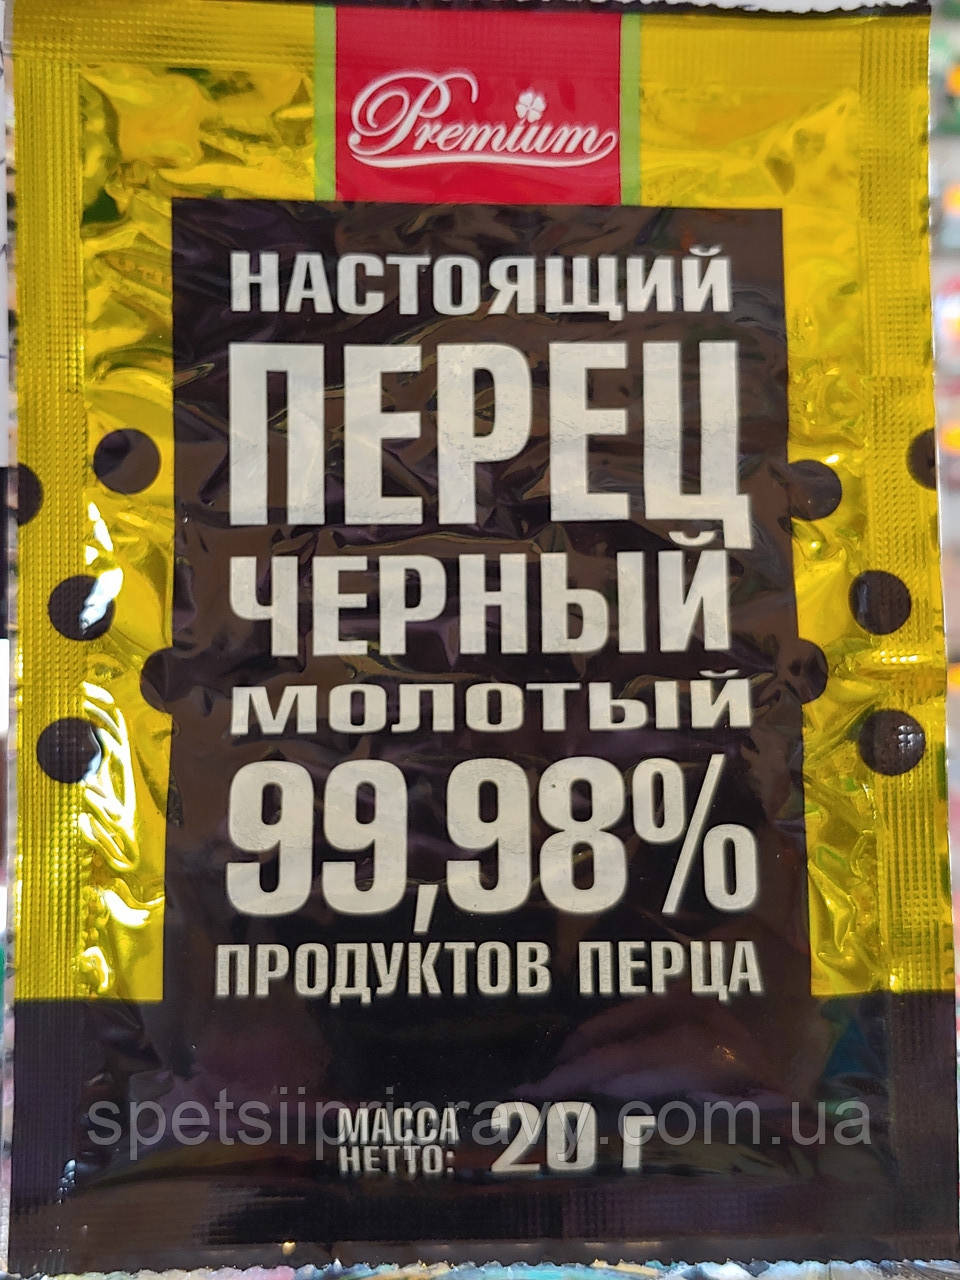 Premium
НАСТОЯЩИЙ
ПЕРЕЦ
ЧЕРНЫЙ
МОЛОТЫЙ
99,98%
ПРОДУКТОВ ПЕРЦА
spetsiipripravy.com.ua
МАССА
НЕТТО: 20 г